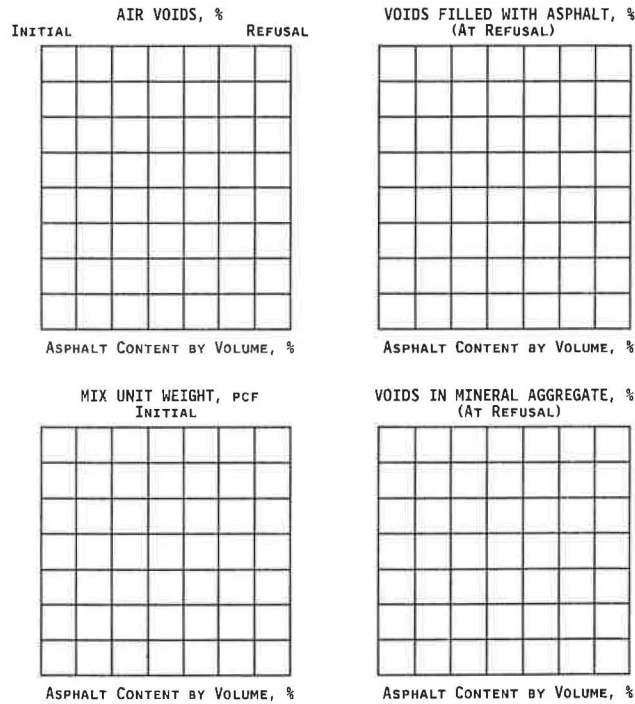 AIR VOIDS, %
INITIAL REFUSAL
VOIDS FILLED WITH ASPHALT, %
(AT REFUSAL)
ASPHALT CONTENT BY VOLUME, %
ASPHALT CONTENT BY VOLUME, %
MIX UNIT WEIGHT, PCF
INITIAL
VOIDS IN MINERAL AGGREGATE, %
(AT REFUSAL)
ASPHALT CONTENT BY VOLUME, %
ASPHALT CONTENT BY VOLUME, %